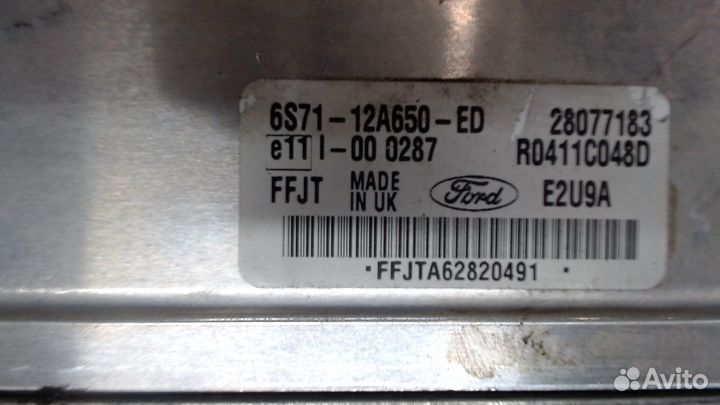 6S71-12A650-ED 28077183
e11 I-00 0287 R0411C048D
FFJT MADE IN UK Ford E2U9A
·FFJTA62820491·
Avito